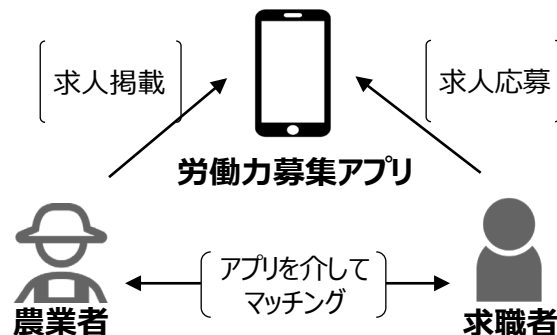 求人掲載
求人応募
労働力募集アプリ
アプリを介して
マッチング
農業者
求職者